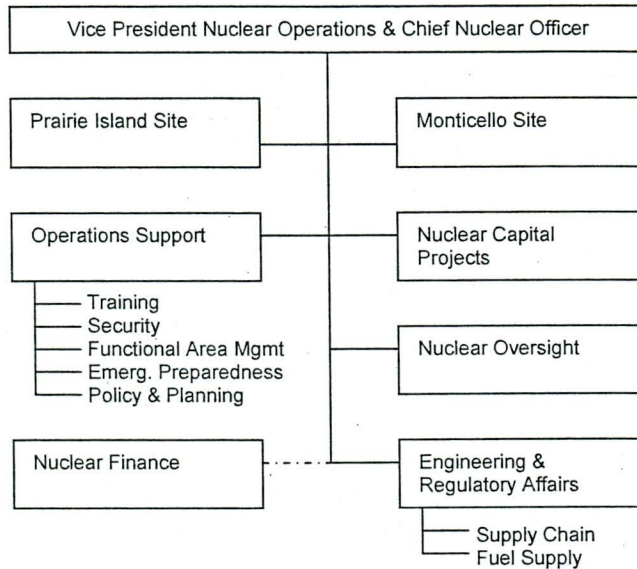 Vice President Nuclear Operations & Chief Nuclear Officer
Prairie Island Site
Monticello Site
Operations Support
Training
Security
Functional Area Mgmt
Emerg. Preparedness
Policy & Planning
Nuclear Capital
Projects
Nuclear Oversight
Nuclear Finance
Engineering &
Regulatory Affairs
Supply Chain
Fuel Supply